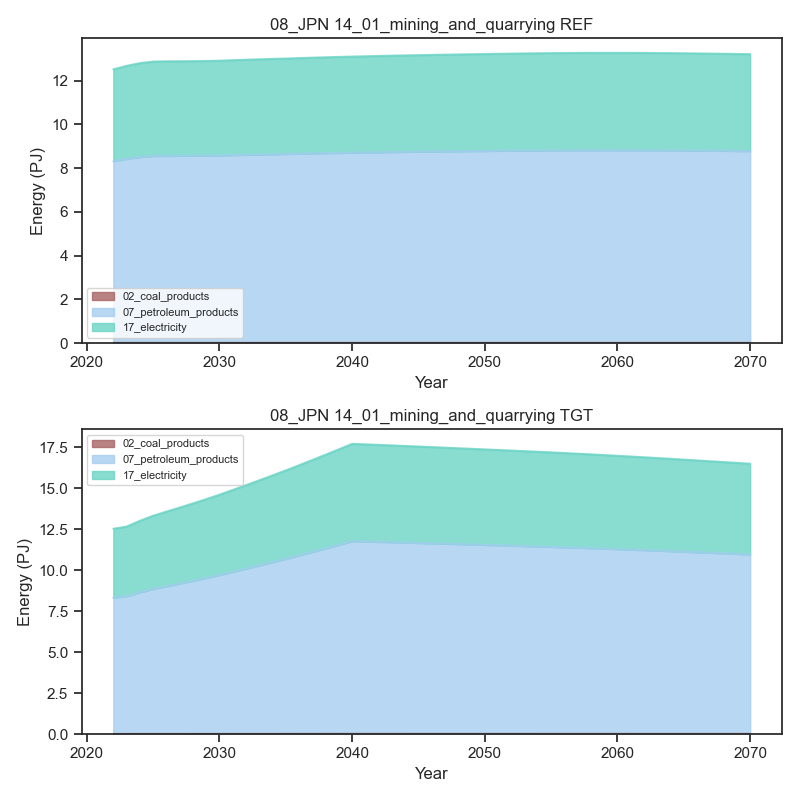 08_JPN 14_01_mining_and_quarrying REF
Energy (PJ)
12
10
8
6
4
2
0
02_coal_products
07_petroleum_products
17_electricity
2020 2030 2040 2050 2060 2070
Year
08_JPN 14_01_mining_and_quarrying TGT
Energy (PJ)
17.5
15.0
12.5
10.0
7.5
5.0
2.5
0.0
02_coal_products
07_petroleum_products
17_electricity
2020 2030 2040 2050 2060 2070
Year